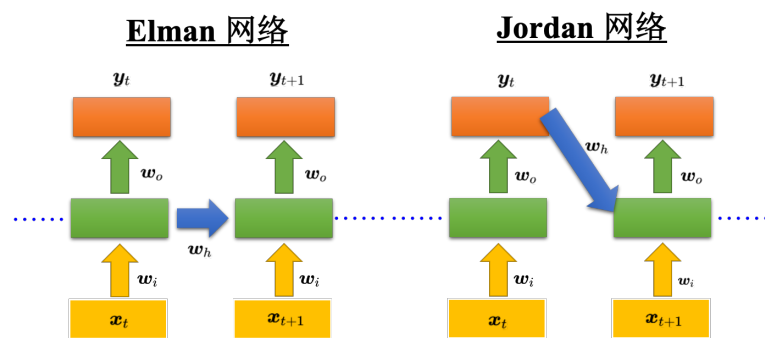 Elman 网络
Jordan 网络
y_t
y_{t+1}
y_t
y_{t+1}
w_h
w_o
w_o
w_o
w_o
w_h
w_i
w_i
w_i
w_i
x_t
x_{t+1}
x_t
x_{t+1}